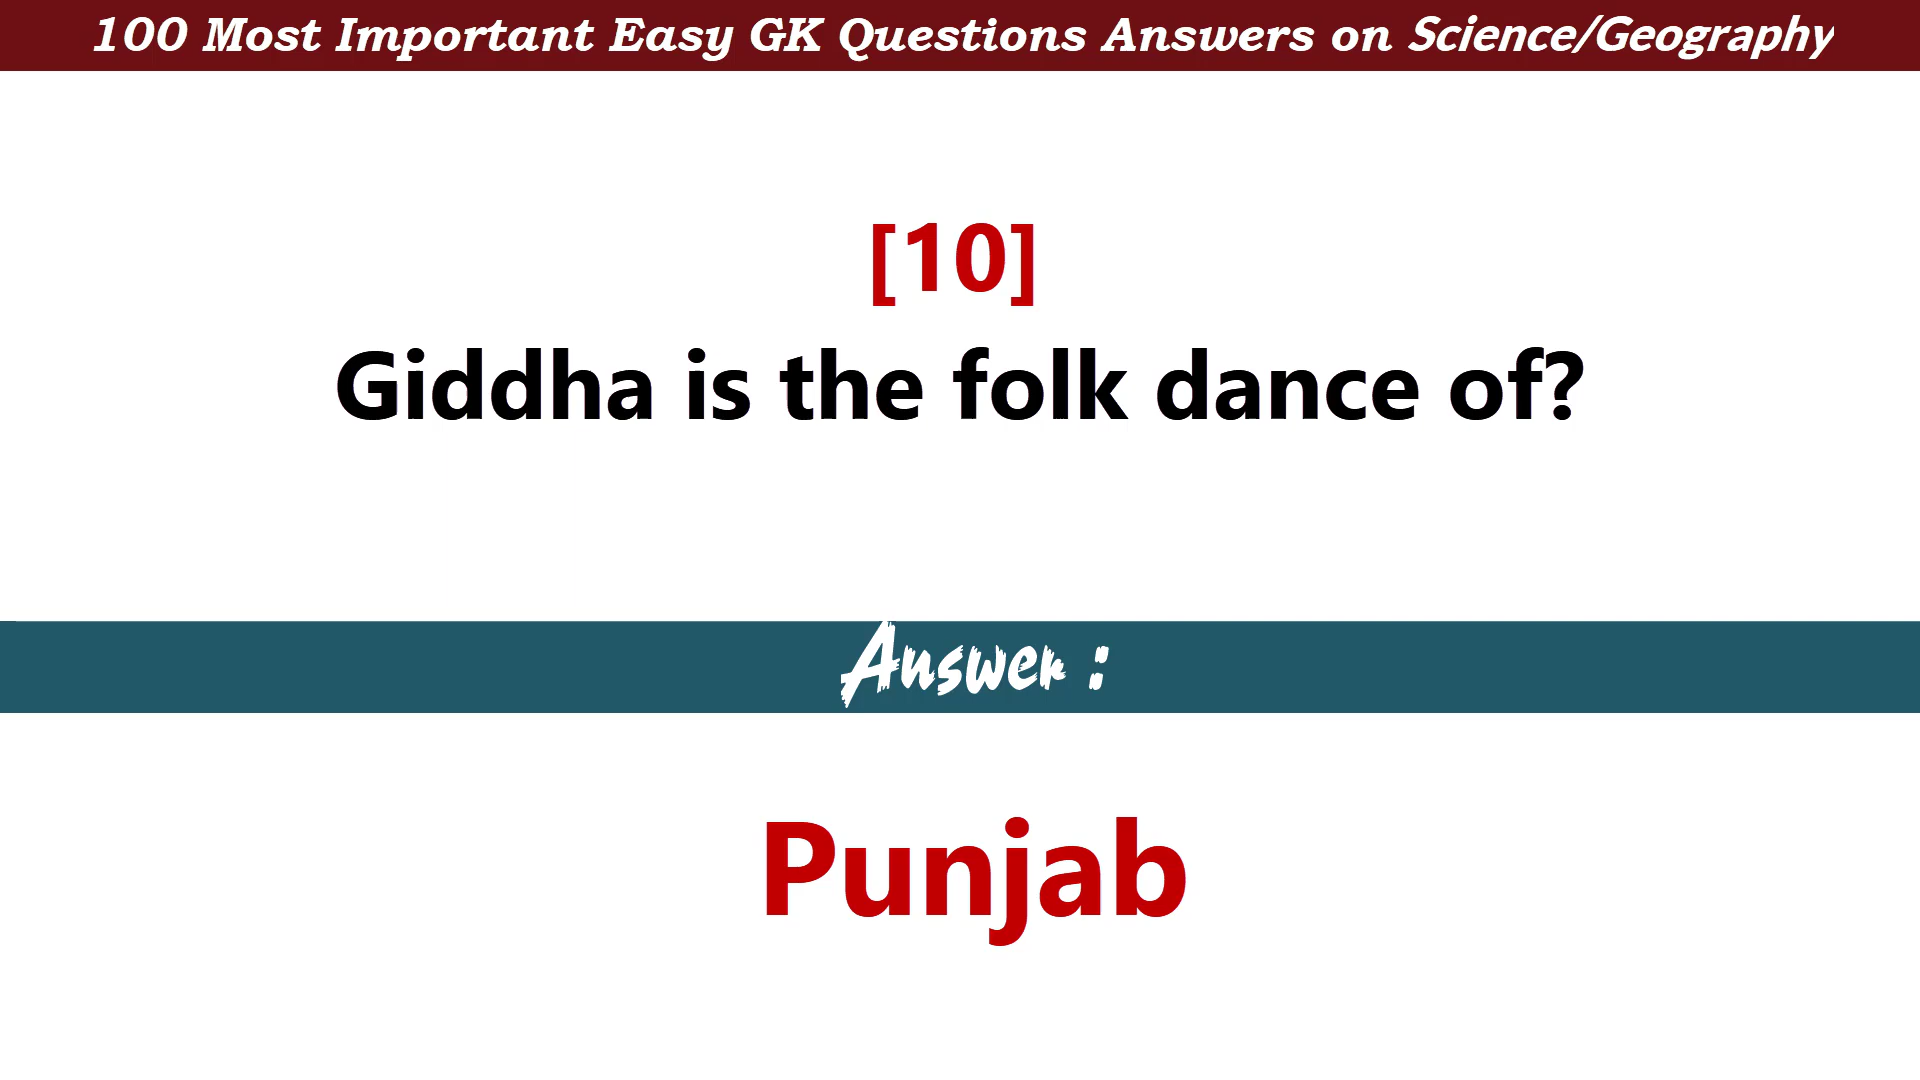 100 Most Important Easy GK Questions Answers on Science/Geography
[10]
Giddha is the folk dance of?
Answer :
Punjab